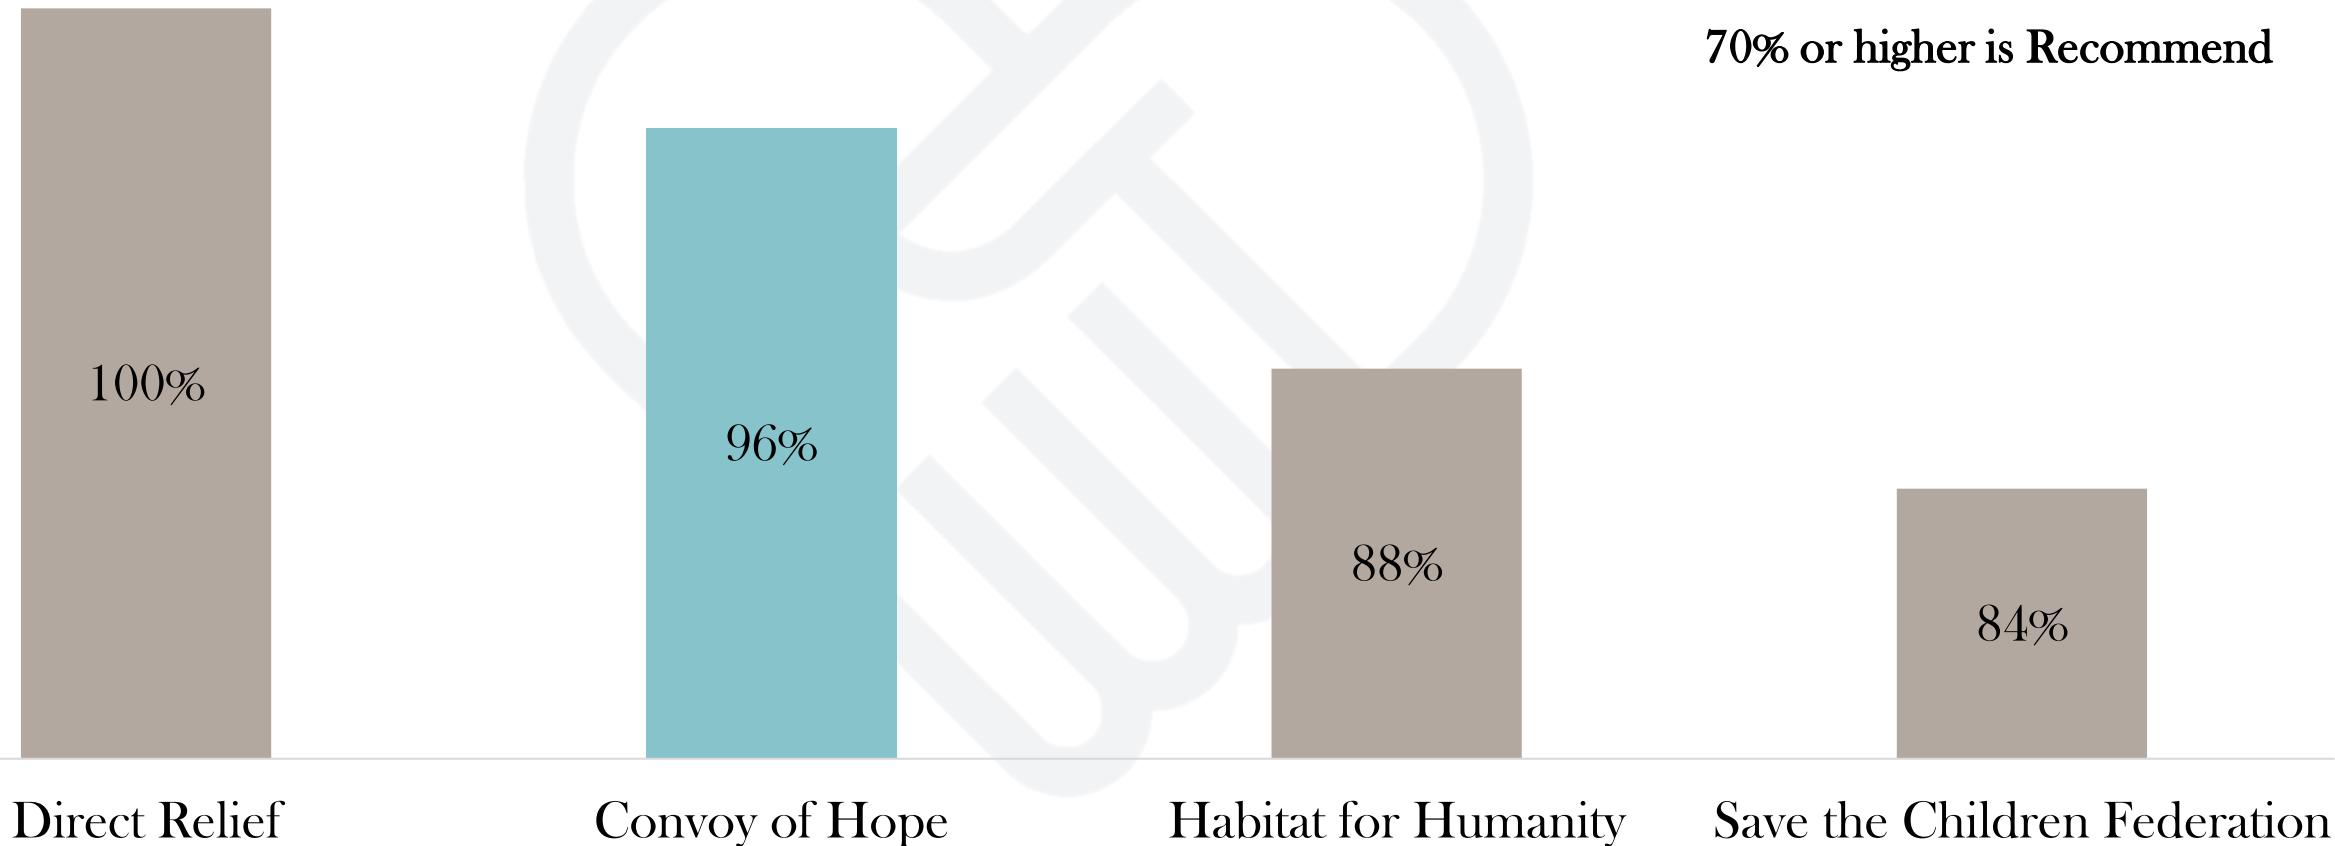 70% or higher is Recommend
100%
96%
88%
84%
Direct Relief
Convoy of Hope
Habitat for Humanity
Save the Children Federation